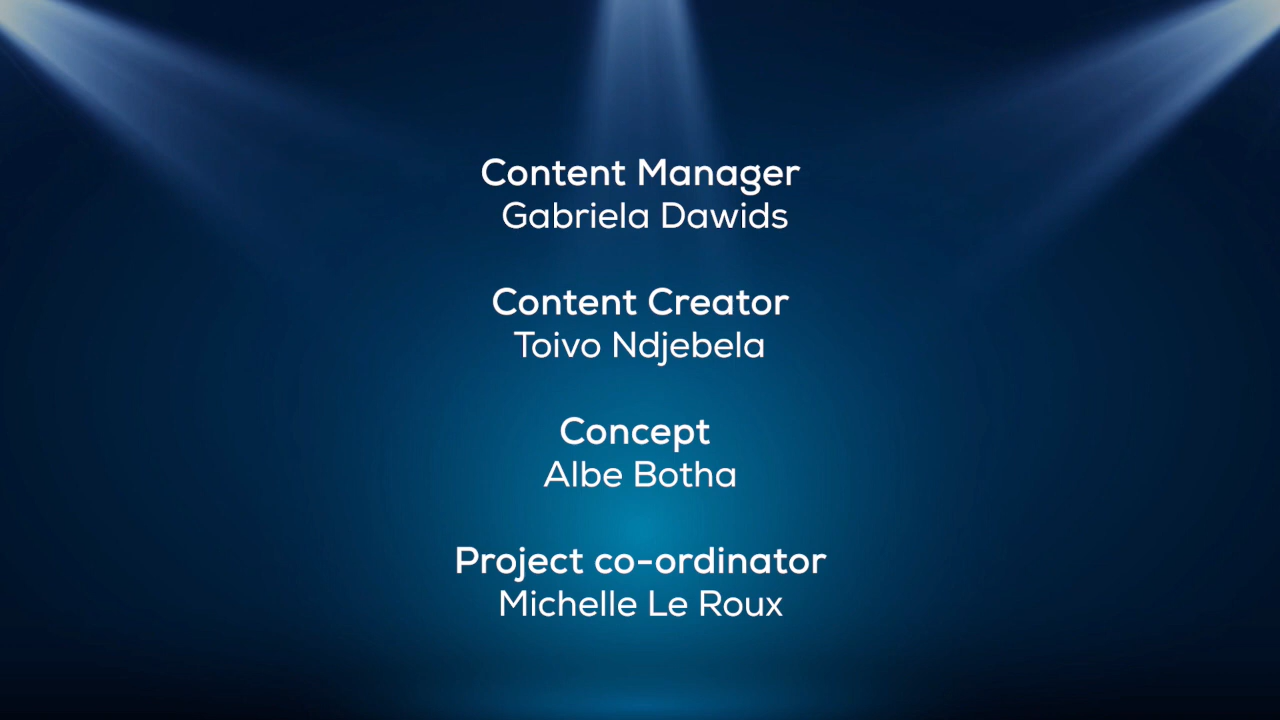 Content Manager
Gabriela Dawids
Content Creator
Toivo Ndjebela
Concept
Albe Botha
Project co-ordinator
Michelle Le Roux